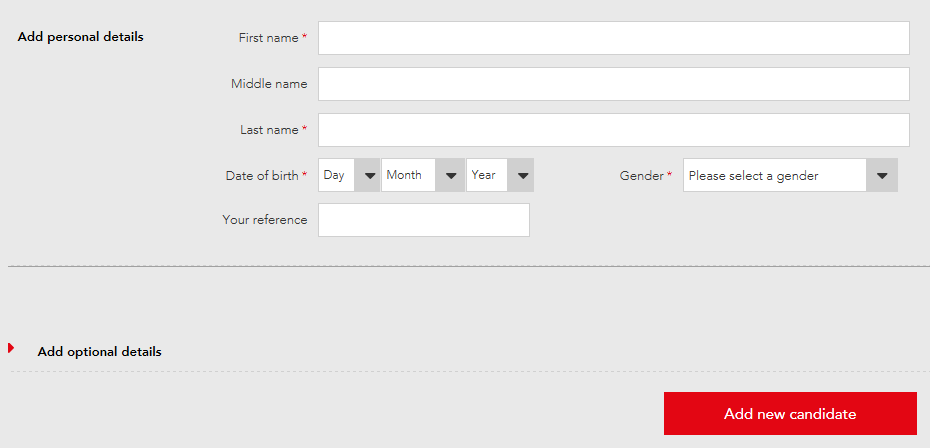 Add personal details
First name *
Middle name
Last name *
Date of birth * Day Month Year Gender * Please select a gender
Your reference
Add optional details
Add new candidate